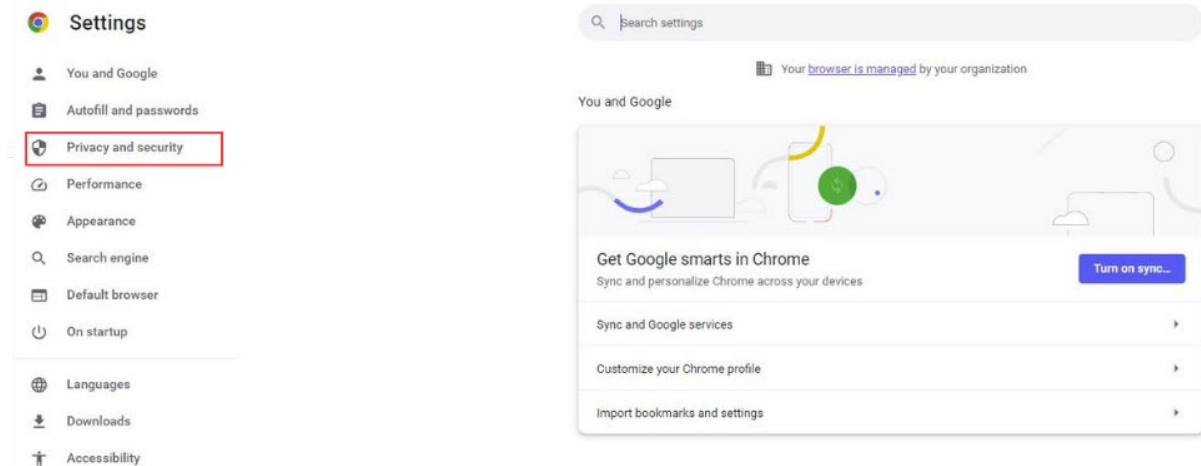 Settings
You and Google
Autofill and passwords
Privacy and security
Performance
Appearance
Search engine
Default browser
On startup
Languages
Downloads
Accessibility
Search settings
Your browser is managed by your organization
You and Google
Get Google smarts in Chrome
Sync and personalize Chrome across your devices
Turn on sync...
Sync and Google services
Customize your Chrome profile
Import bookmarks and settings